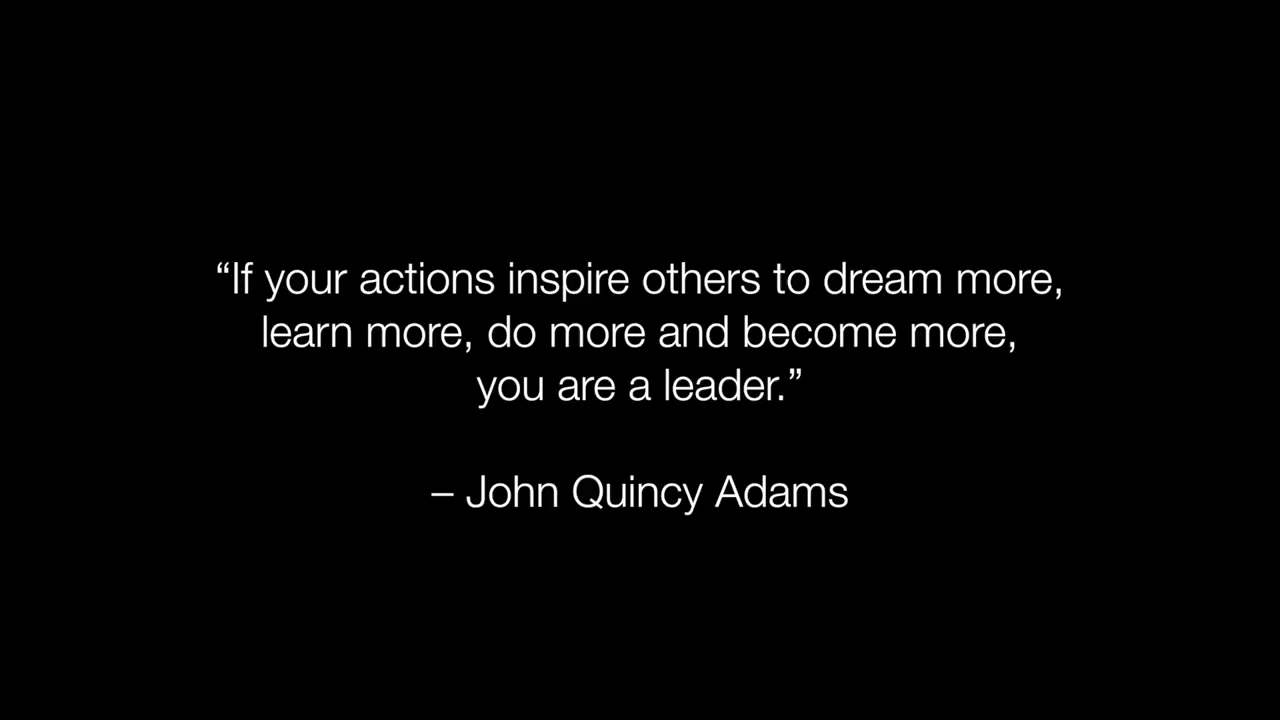 “If your actions inspire others to dream more,
learn more, do more and become more,
you are a leader.”
– John Quincy Adams